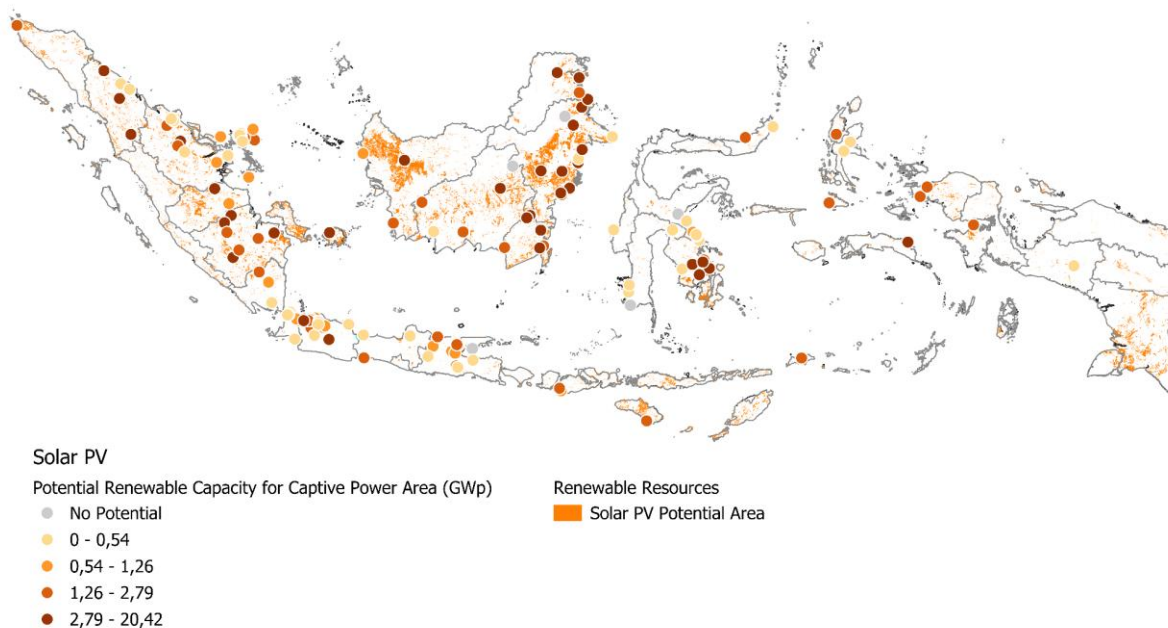 Solar PV
Potential Renewable Capacity for Captive Power Area (GWp)
No Potential
0 - 0,54
0,54 - 1,26
1,26 - 2,79
2,79 - 20,42
Renewable Resources
Solar PV Potential Area